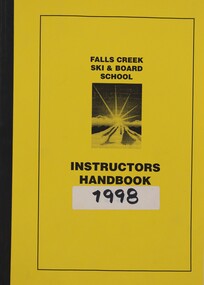 FALLS CREEK
SKI & BOARD
SCHOOL
INSTRUCTORS
HANDBOOK
1998